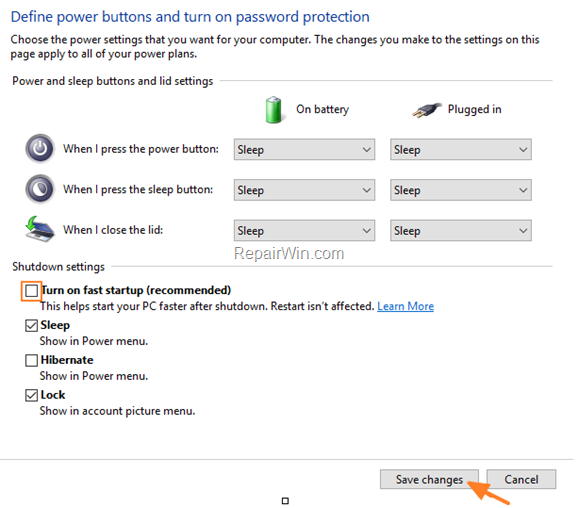 Define power buttons and turn on password protection
Choose the power settings that you want for your computer. The changes you make to the settings on this
page apply to all of your power plans.
Power and sleep buttons and lid settings
On battery Plugged in
When I press the power button: Sleep Sleep
When I press the sleep button: Sleep Sleep
When I close the lid: Sleep Sleep
RepairWin.com
Shutdown settings
Turn on fast startup (recommended)
This helps start your PC faster after shutdown. Restart isn't affected. Learn More
Sleep
Show in Power menu.
Hibernate
Show in Power menu.
Lock
Show in account picture menu.
Save changes Cancel